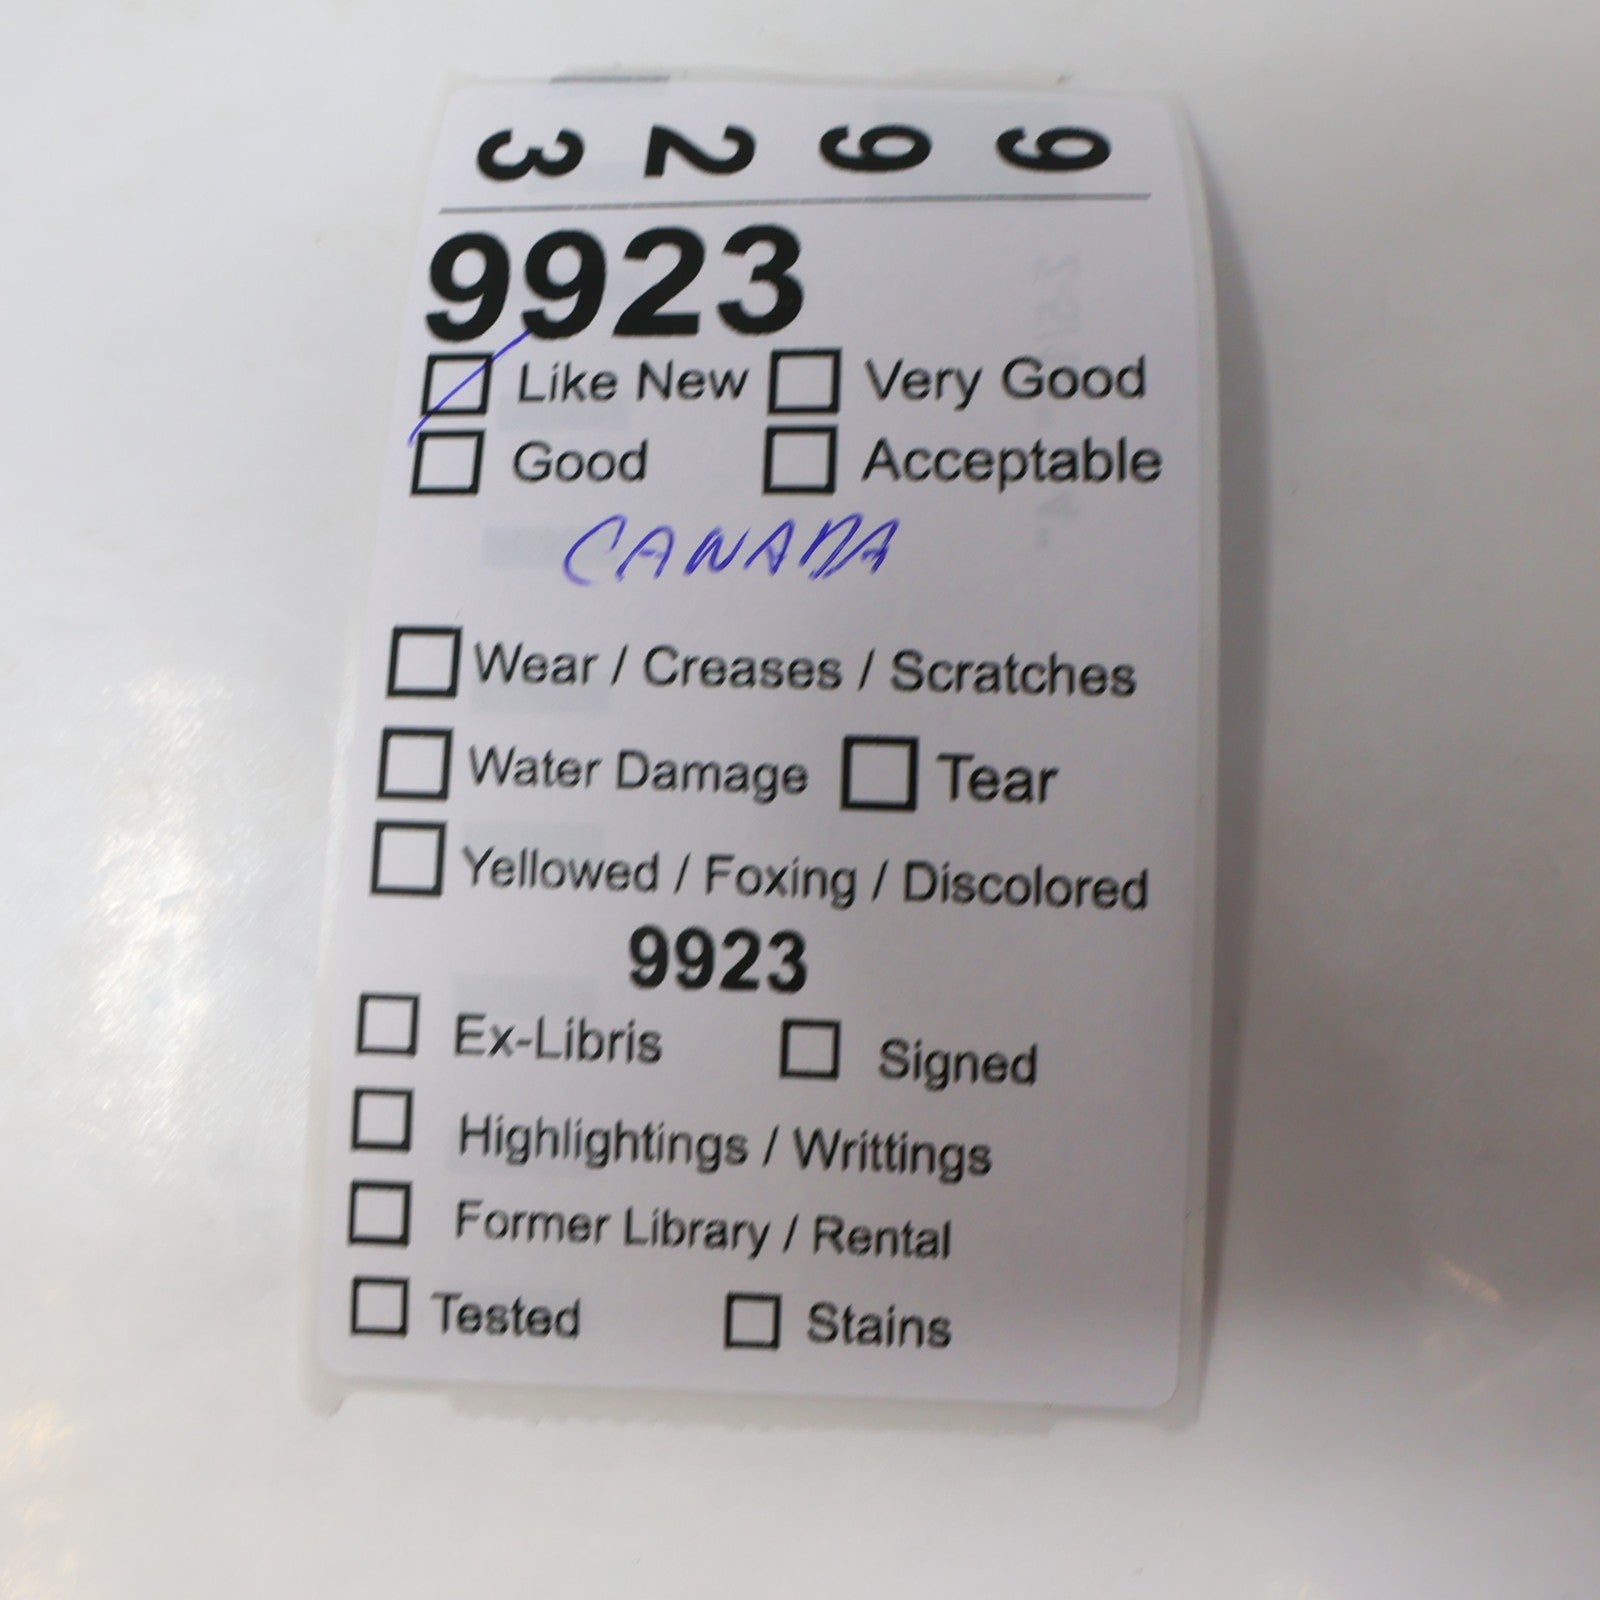 9 9 2 3
9923
Like New Very Good
Good Acceptable
CANADA
Wear / Creases / Scratches
Water Damage Tear
Yellowed / Foxing / Discolored
9923
Ex-Libris Signed
Highlightings / Writtings
Former Library / Rental
Tested Stains